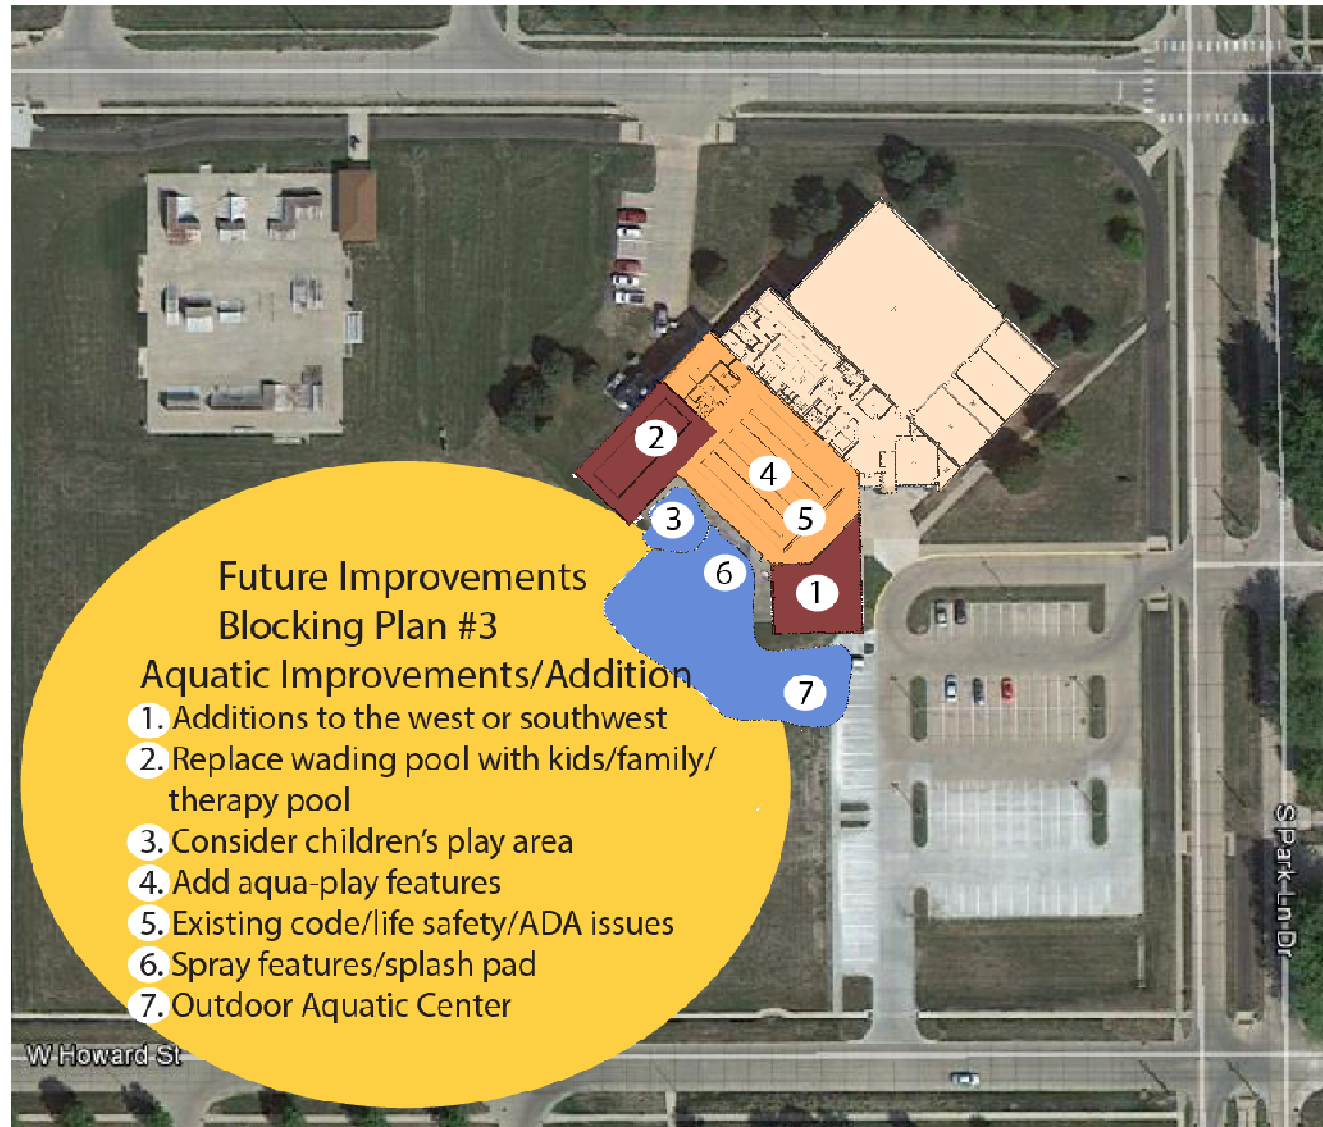 2
4
3
5
6
1
7
Future Improvements
Blocking Plan #3
Aquatic Improvements/Addition
1. Additions to the west or southwest
2. Replace wading pool with kids/family/
therapy pool
3. Consider children's play area
4. Add aqua-play features
5. Existing code/life safety/ADA issues
6. Spray features/splash pad
7. Outdoor Aquatic Center
W Howard St
S Park Ln Dr